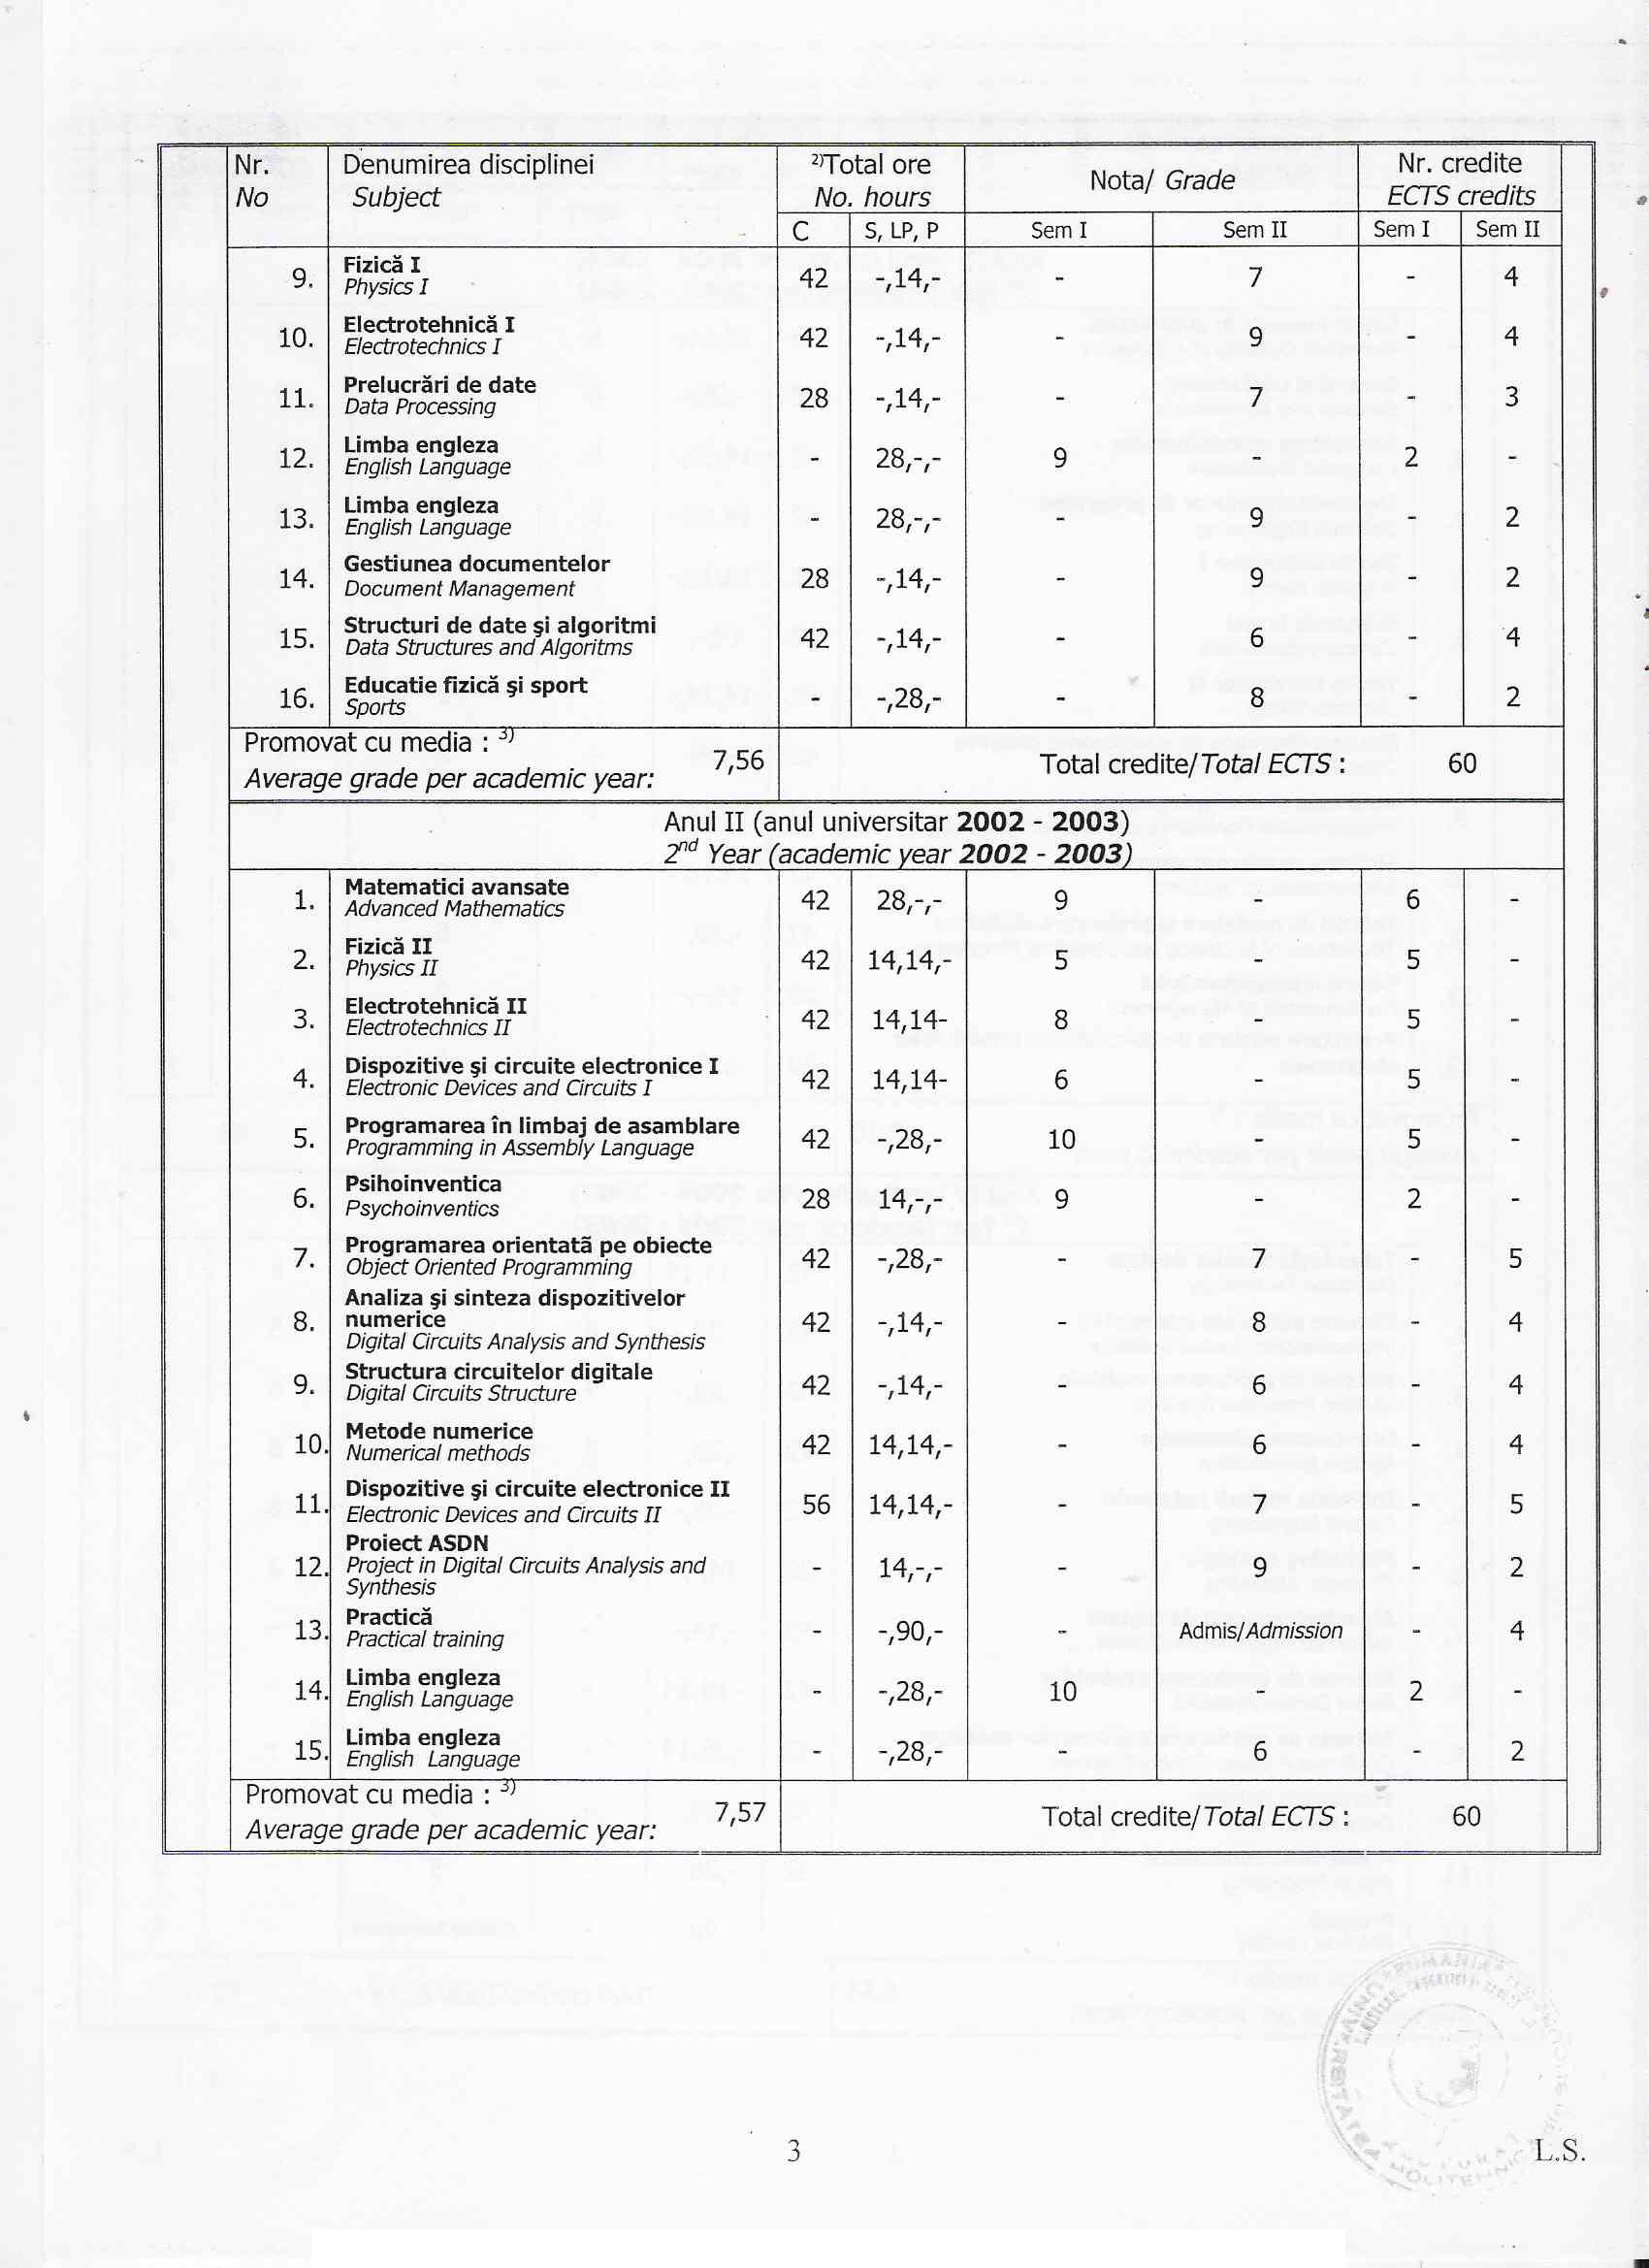 Nr. Denumirea disciplinei 2)Total ore Nota/ Grade Nr. credite
No Subject No. hours ECTS credits
C S, LP, P Sem I Sem II Sem I Sem II
Fizică I
9. Physics I 42 -,14,- - 7 - 4
Electrotehnică I
10. Electrotechnics I 42 -,14,- - 9 - 4
Prelucrări de date
11. Data Processing 28 -,14,- - 7 - 3
Limba engleza
12. English Language - 28,-,- 9 - 2 -
Limba engleza
13. English Language - 28,-,- - 9 - 2
Gestiunea documentelor
14. Document Management 28 -,14,- - 9 - 2
Structuri de date şi algoritmi
15. Data Structures and Algoritms 42 -,14,- - 6 - 4
Educatie fizică şi sport
16. Sports - -,28,- - 8 - 2
Promovat cu media : 3) 7,56 Total credite/Total ECTS : 60
Average grade per academic year:
Anul II (anul universitar 2002 - 2003)
2nd Year (academic year 2002 - 2003)
Matematici avansate
1. Advanced Mathematics 42 28,-,- 9 - 6 -
Fizică II
2. Physics II 42 14,14,- 5 - 5 -
Electrotehnică II
3. Electrotechnics II 42 14,14- 8 - 5 -
Dispozitive şi circuite electronice I
4. Electronic Devices and Circuits I 42 14,14- 6 - 5 -
Programarea în limbaj de asamblare
5. Programming in Assembly Language 42 -,28,- 10 - 5 -
Psihoinventica
6. Psychoinventics 28 14,-,- 9 - 2 -
Programarea orientatã pe obiecte
7. Object Oriented Programming 42 -,28,- - 7 - 5
Analiza şi sinteza dispozitivelor
8. numerice 42 -,14,- - 8 - 4
Digital Circuits Analysis and Synthesis
Structura circuitelor digitale
9. Digital Circuits Structure 42 -,14,- - 6 - 4
Metode numerice
10. Numerical methods 42 14,14,- - 6 - 4
Dispozitive şi circuite electronice II
11. Electronic Devices and Circuits II 56 14,14,- - 7 - 5
Proiect ASDN
12. Project in Digital Circuits Analysis and - 14,-,- - 9 - 2
Synthesis
Practică
13. Practical training - -,90,- - Admis/Admission - 4
Limba engleza
14. English Language - -,28,- 10 - 2 -
Limba engleza
15. English Language - -,28,- - 6 - 2
Promovat cu media : 3) 7,57 Total credite/Total ECTS : 60
Average grade per academic year:
ROMANIA
3 L.S.